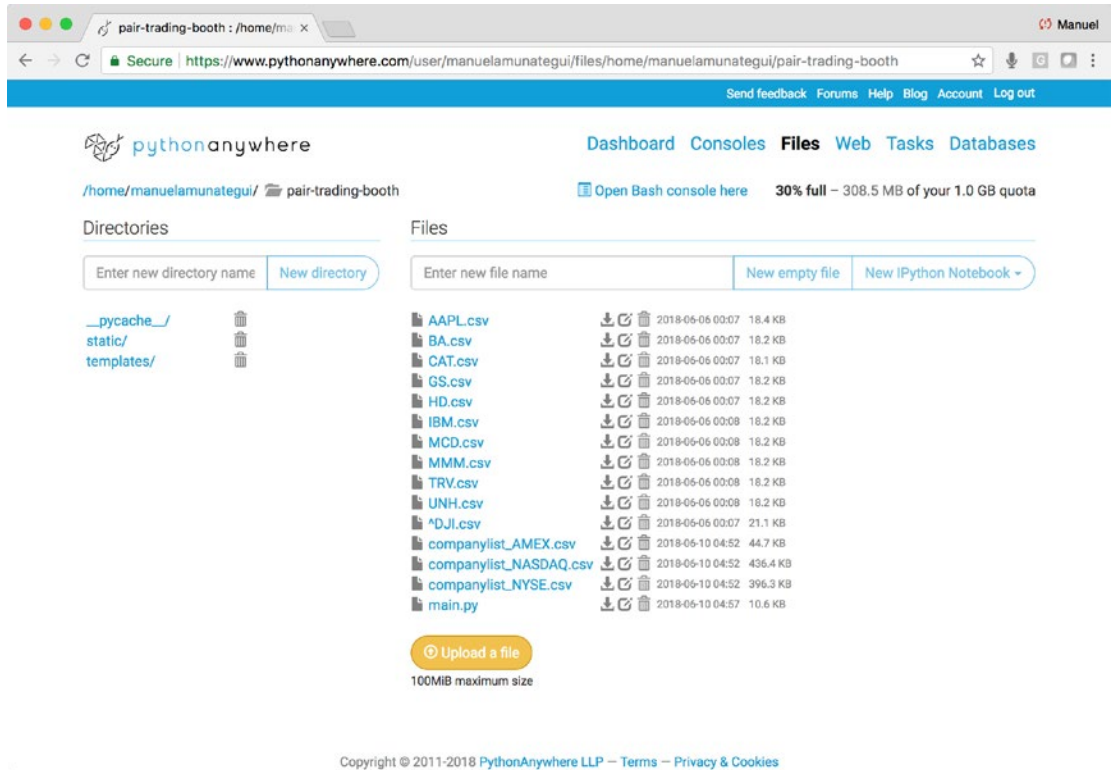 pair-trading-booth : /home/ma
Manuel
Secure https://www.pythonanywhere.com/user/manuelamunategui/files/home/manuelamunategui/pair-trading-booth
Send feedback Forums Help Blog Account Log out
pythonanywhere
Dashboard Consoles Files Web Tasks Databases
/home/manuelamunategui/ pair-trading-booth
Open Bash console here 30% full – 308.5 MB of your 1.0 GB quota
Directories
Files
Enter new directory name New directory
Enter new file name New empty file New IPython Notebook
__pycache__/
static/
templates/
AAPL.csv 2018-06-06 00:07 18.4 KB
BA.csv 2018-06-06 00:07 18.2 KB
CAT.csv 2018-06-06 00:07 18.1 KB
GS.csv 2018-06-06 00:07 18.2 KB
HD.csv 2018-06-06 00:07 18.2 KB
IBM.csv 2018-06-06 00:08 18.2 KB
MCD.csv 2018-06-06 00:08 18.2 KB
MMM.csv 2018-06-06 00:08 18.2 KB
TRV.csv 2018-06-06 00:08 18.2 KB
UNH.csv 2018-06-06 00:08 18.2 KB
^DJI.csv 2018-06-06 00:07 21.1 KB
companylist_AMEX.csv 2018-06-10 04:52 44.7 KB
companylist_NASDAQ.csv 2018-06-10 04:52 436.4 KB
companylist_NYSE.csv 2018-06-10 04:52 396.3 KB
main.py 2018-06-10 04:57 10.6 KB
Upload a file
100MiB maximum size
Copyright © 2011-2018 PythonAnywhere LLP — Terms — Privacy & Cookies